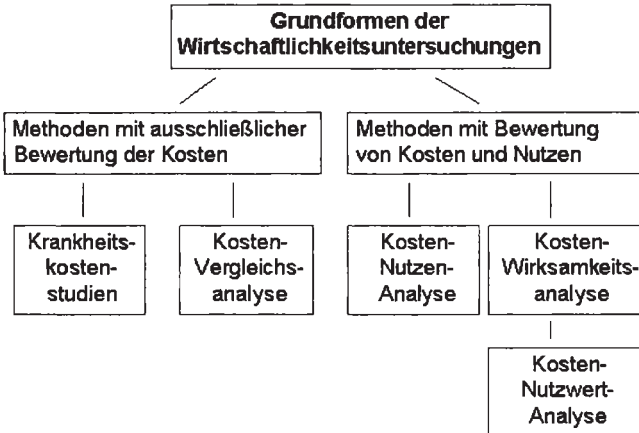 Grundformen der
Wirtschaftlichkeitsuntersuchungen
Methoden mit ausschließlicher
Bewertung der Kosten
Methoden mit Bewertung
von Kosten und Nutzen
Krankheits-
kosten-
studien
Kosten-
Vergleichs-
analyse
Kosten-
Nutzen-
Analyse
Kosten-
Wirksamkeits-
analyse
Kosten-
Nutzwert-
Analyse